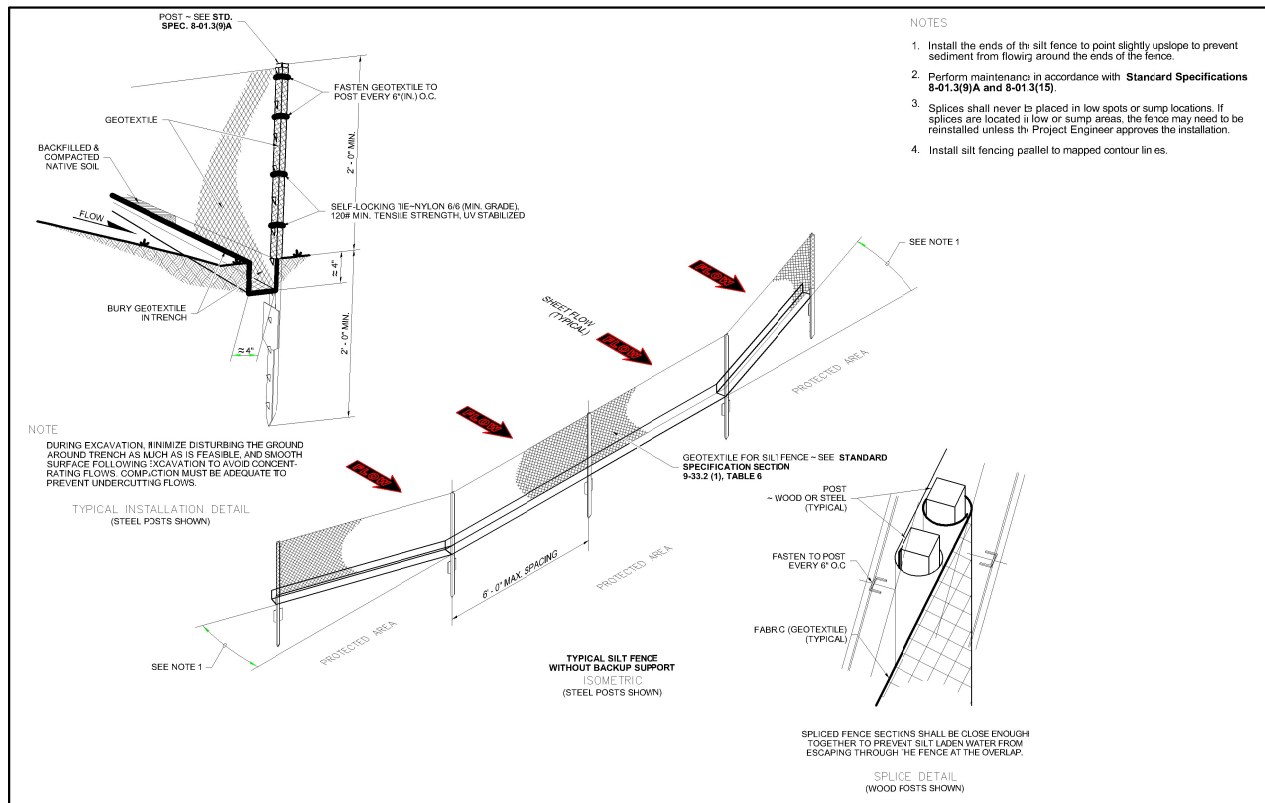 POST ~ SEE STD.
SPEC. 8-01.3(9)A
FASTEN GEOTEXTILE TO
POST EVERY 6"(IN.) O.C.
GEOTEXTILE
BACKFILLED &
COMPACTED
NATIVE SOIL
2' - 0" MIN.
FLOW
SELF-LOCKING TIE~NYLON 6/6 (MIN. GRADE),
120# MIN. TENSILE STRENGTH, UV STABILIZED
≈ 4"
BURY GEOTEXTILE
IN TRENCH
2' - 0" MIN.
≈ 4"
NOTE
DURING EXCAVATION, MINIMIZE DISTURBING THE GROUND
AROUND TRENCH AS MUCH AS IS FEASIBLE, AND SMOOTH
SURFACE FOLLOWING EXCAVATION TO AVOID CONCENT-
RATING FLOWS. COMPACTION MUST BE ADEQUATE TO
PREVENT UNDERCUTTING FLOWS.
TYPICAL INSTALLATION DETAIL
(STEEL POSTS SHOWN)
NOTES
1. Install the ends of the silt fence to point slightly upslope to prevent
sediment from flowing around the ends of the fence.
2. Perform maintenance in accordance with Standard Specifications
8-01.3(9)A and 8-01.3(15).
3. Splices shall never be placed in low spots or sump locations. If
splices are located in low or sump areas, the fence may need to be
reinstalled unless the Project Engineer approves the installation.
4. Install silt fencing parallel to mapped contour lines.
SEE NOTE 1
FLOW
SHEET FLOW
(TYPICAL)
FLOW
PROTECTED AREA
FLOW
FLOW
GEOTEXTILE FOR SILT FENCE ~ SEE STANDARD
SPECIFICATION SECTION
9-33.2 (1), TABLE 6
6' - 0" MAX. SPACING
PROTECTED AREA
PROTECTED AREA
SEE NOTE 1
TYPICAL SILT FENCE
WITHOUT BACKUP SUPPORT
ISOMETRIC
(STEEL POSTS SHOWN)
POST
~ WOOD OR STEEL
(TYPICAL)
FASTEN TO POST
EVERY 6" O.C
FABRIC (GEOTEXTILE)
(TYPICAL)
SPLICED FENCE SECTIONS SHALL BE CLOSE ENOUGH
TOGETHER TO PREVENT SILT LADEN WATER FROM
ESCAPING THROUGH THE FENCE AT THE OVERLAP.
SPLICE DETAIL
(WOOD POSTS SHOWN)